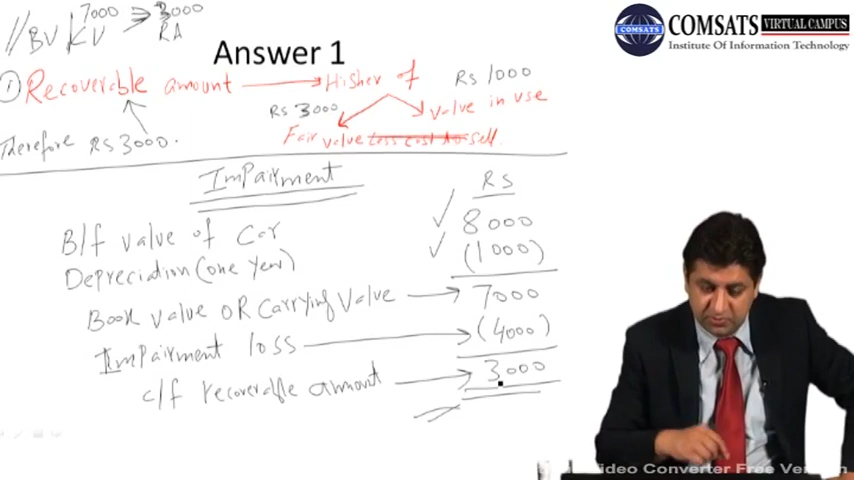 //BV/CV 7000 => 3000 RA
COMSATS VIRTUAL CAMPUS
Institute Of Information Technology
Answer 1
① Recoverable amount → Higher of Rs 1000
Rs 3000 Value in use
Fair value Less cost to sell.
Therefore Rs 3000.
Impairment
RS
B/f value of Car 8000
Depreciation (one year) (1000)
Book value OR Carrying Value → 7000
Impairment loss → (4000)
c/f recoverable amount → 3000
Video Converter Free Version